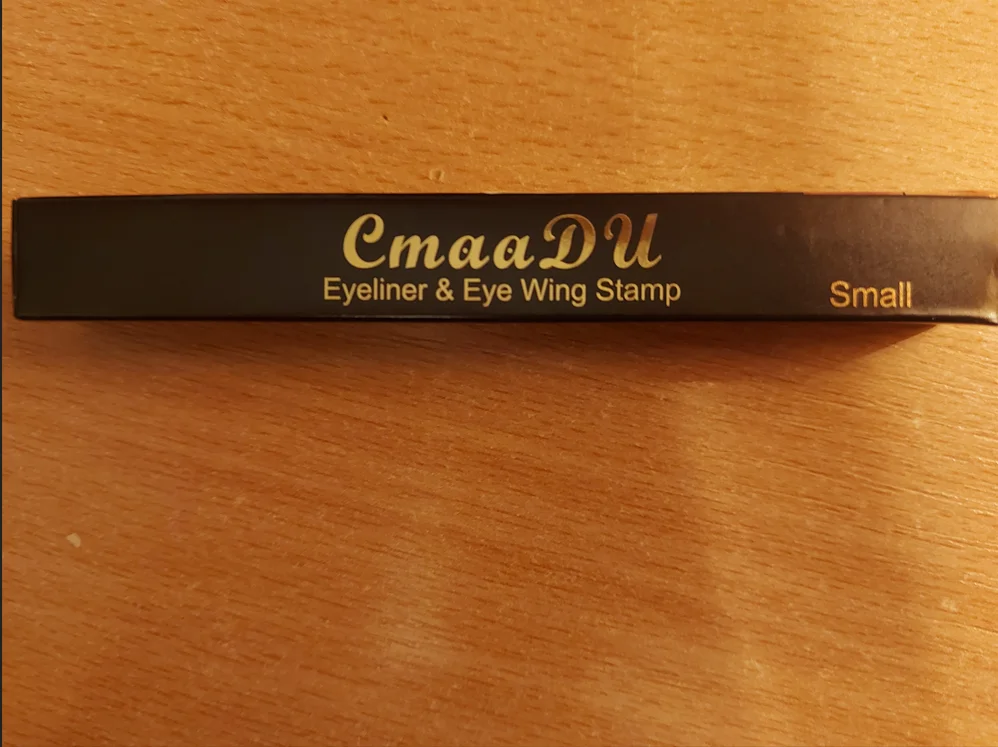 CmaaDU
Eyeliner & Eye Wing Stamp
Small